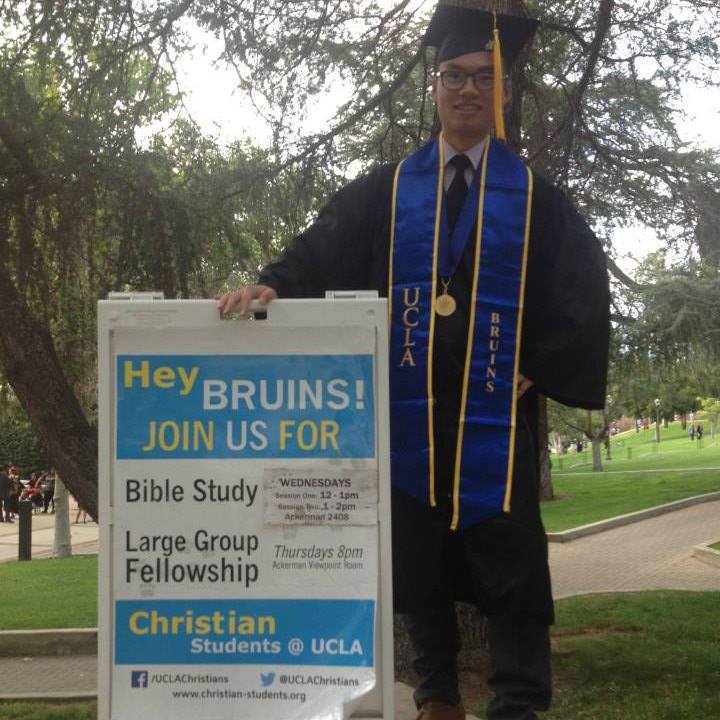 Hey BRUINS!
JOIN US FOR
Bible Study
WEDNESDAYS
Session One: 12 - 1pm
Session Two: 1 - 2pm
Ackerman 2408
Large Group
Fellowship
Thursdays 8pm
Ackerman Viewpoint Room
Christian
Students @ UCLA
f /UCLAChristians
@UCLAChristians
www.christian-students.org
UCLA
BRUINS